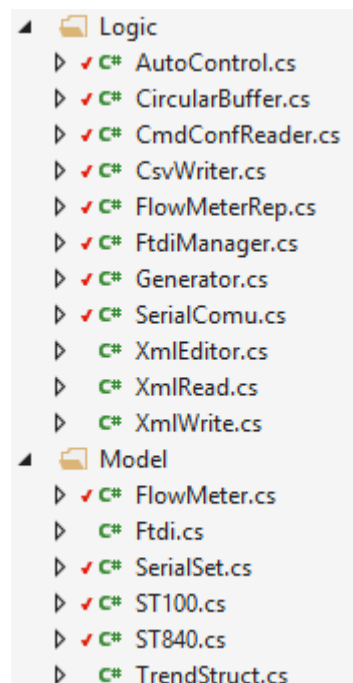 Logic
C# AutoControl.cs
C# CircularBuffer.cs
C# CmdConfReader.cs
C# CsvWriter.cs
C# FlowMeterRep.cs
C# FtdiManager.cs
C# Generator.cs
C# SerialComu.cs
C# XmlEditor.cs
C# XmlRead.cs
C# XmlWrite.cs
Model
C# FlowMeter.cs
C# Ftdi.cs
C# SerialSet.cs
C# ST100.cs
C# ST840.cs
C# TrendStruct.cs